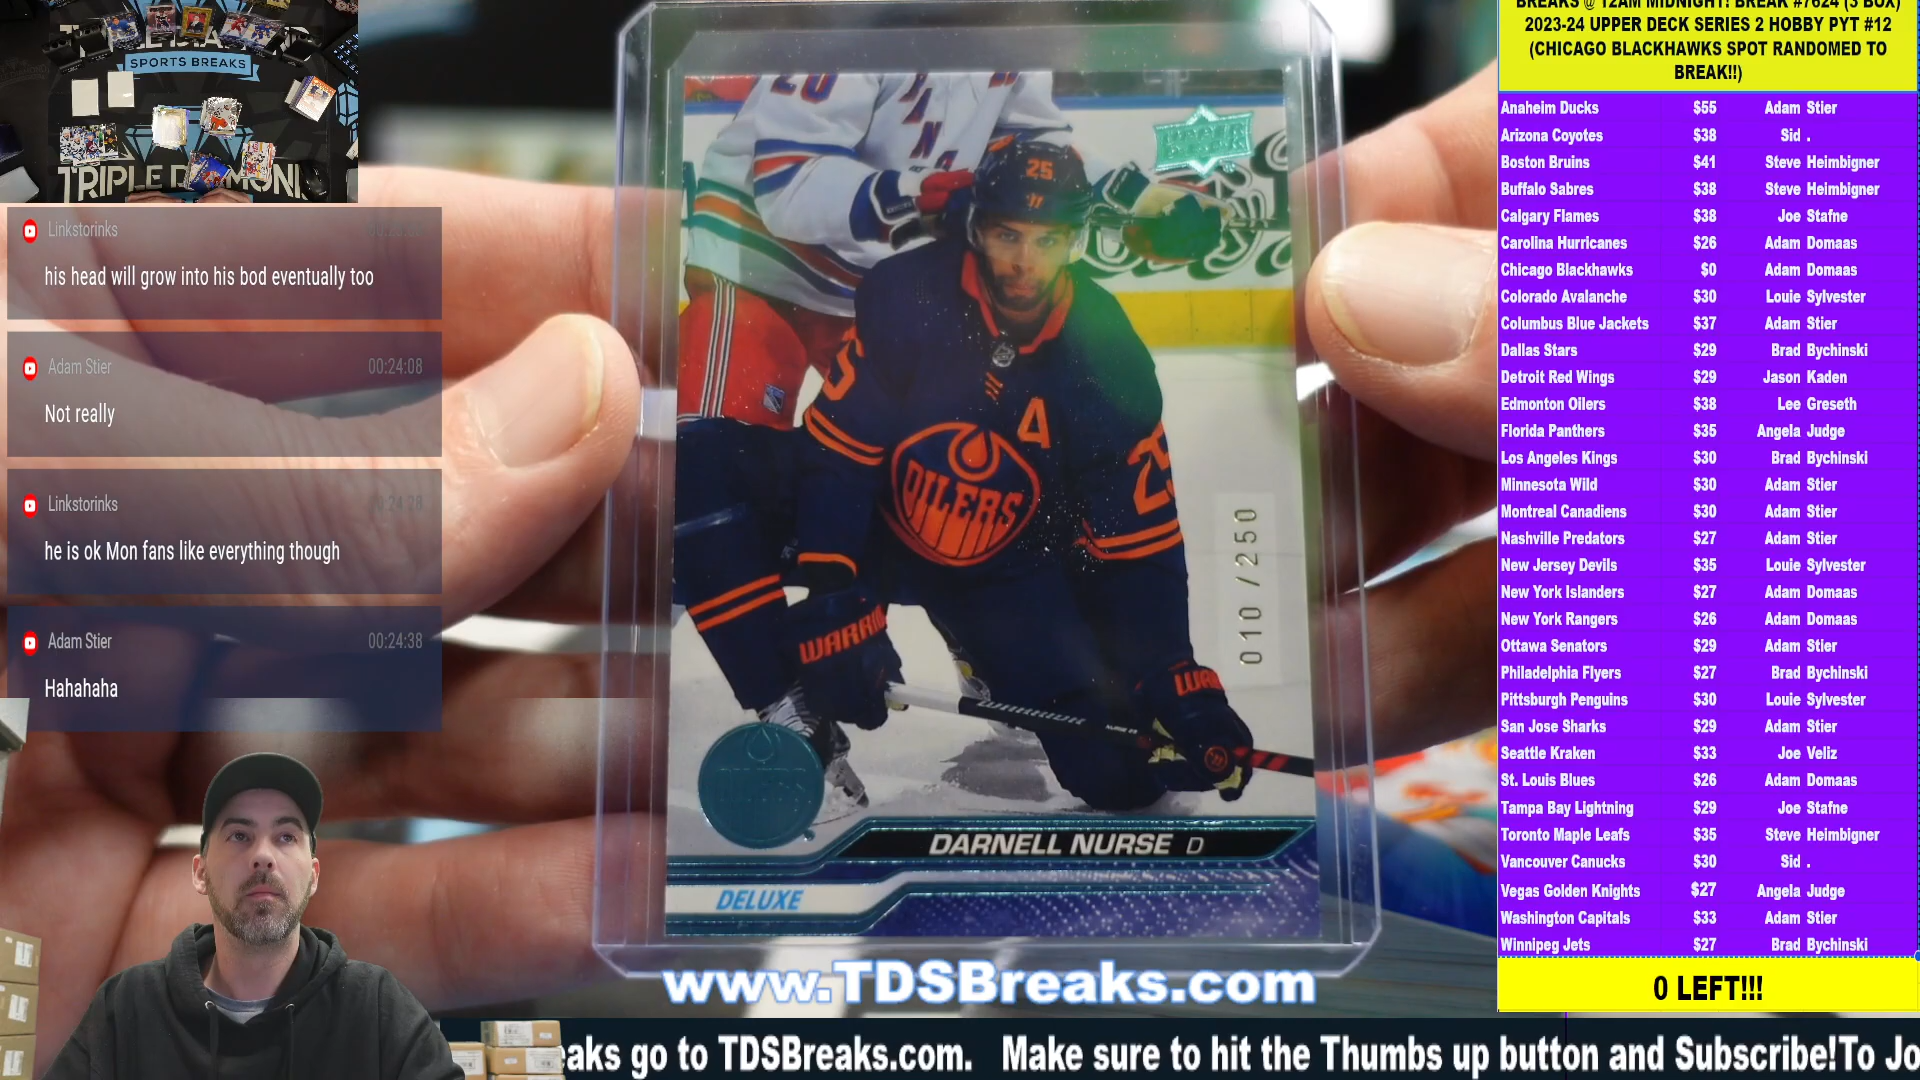 SPORTS BREAKS
TRIPLE
Linkstorinks
his head will grow into his bod eventually too
Adam Stier 00:24:08
Not really
Linkstorinks 00:24:28
he is ok Mon fans like everything though
Adam Stier 00:24:38
Hahahaha
25
OILERS
A
25
WARRIOR
010 /250
DARNELL NURSE D
DELUXE
www.TDSBreaks.com
BREAKS @ 12AM MIDNIGHT! BREAK #7624 (3 BOX)
2023-24 UPPER DECK SERIES 2 HOBBY PYT #12
(CHICAGO BLACKHAWKS SPOT RANDOMED TO
BREAK!!)
Anaheim Ducks $55 Adam Stier
Arizona Coyotes $38 Sid .
Boston Bruins $41 Steve Heimbigner
Buffalo Sabres $38 Steve Heimbigner
Calgary Flames $38 Joe Stafne
Carolina Hurricanes $26 Adam Domaas
Chicago Blackhawks $0 Adam Domaas
Colorado Avalanche $30 Louie Sylvester
Columbus Blue Jackets $37 Adam Stier
Dallas Stars $29 Brad Bychinski
Detroit Red Wings $29 Jason Kaden
Edmonton Oilers $38 Lee Greseth
Florida Panthers $35 Angela Judge
Los Angeles Kings $30 Brad Bychinski
Minnesota Wild $30 Adam Stier
Montreal Canadiens $30 Adam Stier
Nashville Predators $27 Adam Stier
New Jersey Devils $35 Louie Sylvester
New York Islanders $27 Adam Domaas
New York Rangers $26 Adam Domaas
Ottawa Senators $29 Adam Stier
Philadelphia Flyers $27 Brad Bychinski
Pittsburgh Penguins $30 Louie Sylvester
San Jose Sharks $29 Adam Stier
Seattle Kraken $33 Joe Veliz
St. Louis Blues $26 Adam Domaas
Tampa Bay Lightning $29 Joe Stafne
Toronto Maple Leafs $35 Steve Heimbigner
Vancouver Canucks $30 Sid .
Vegas Golden Knights $27 Angela Judge
Washington Capitals $33 Adam Stier
Winnipeg Jets $27 Brad Bychinski
0 LEFT!!!
eaks go to TDSBreaks.com. Make sure to hit the Thumbs up button and Subscribe!To Jo